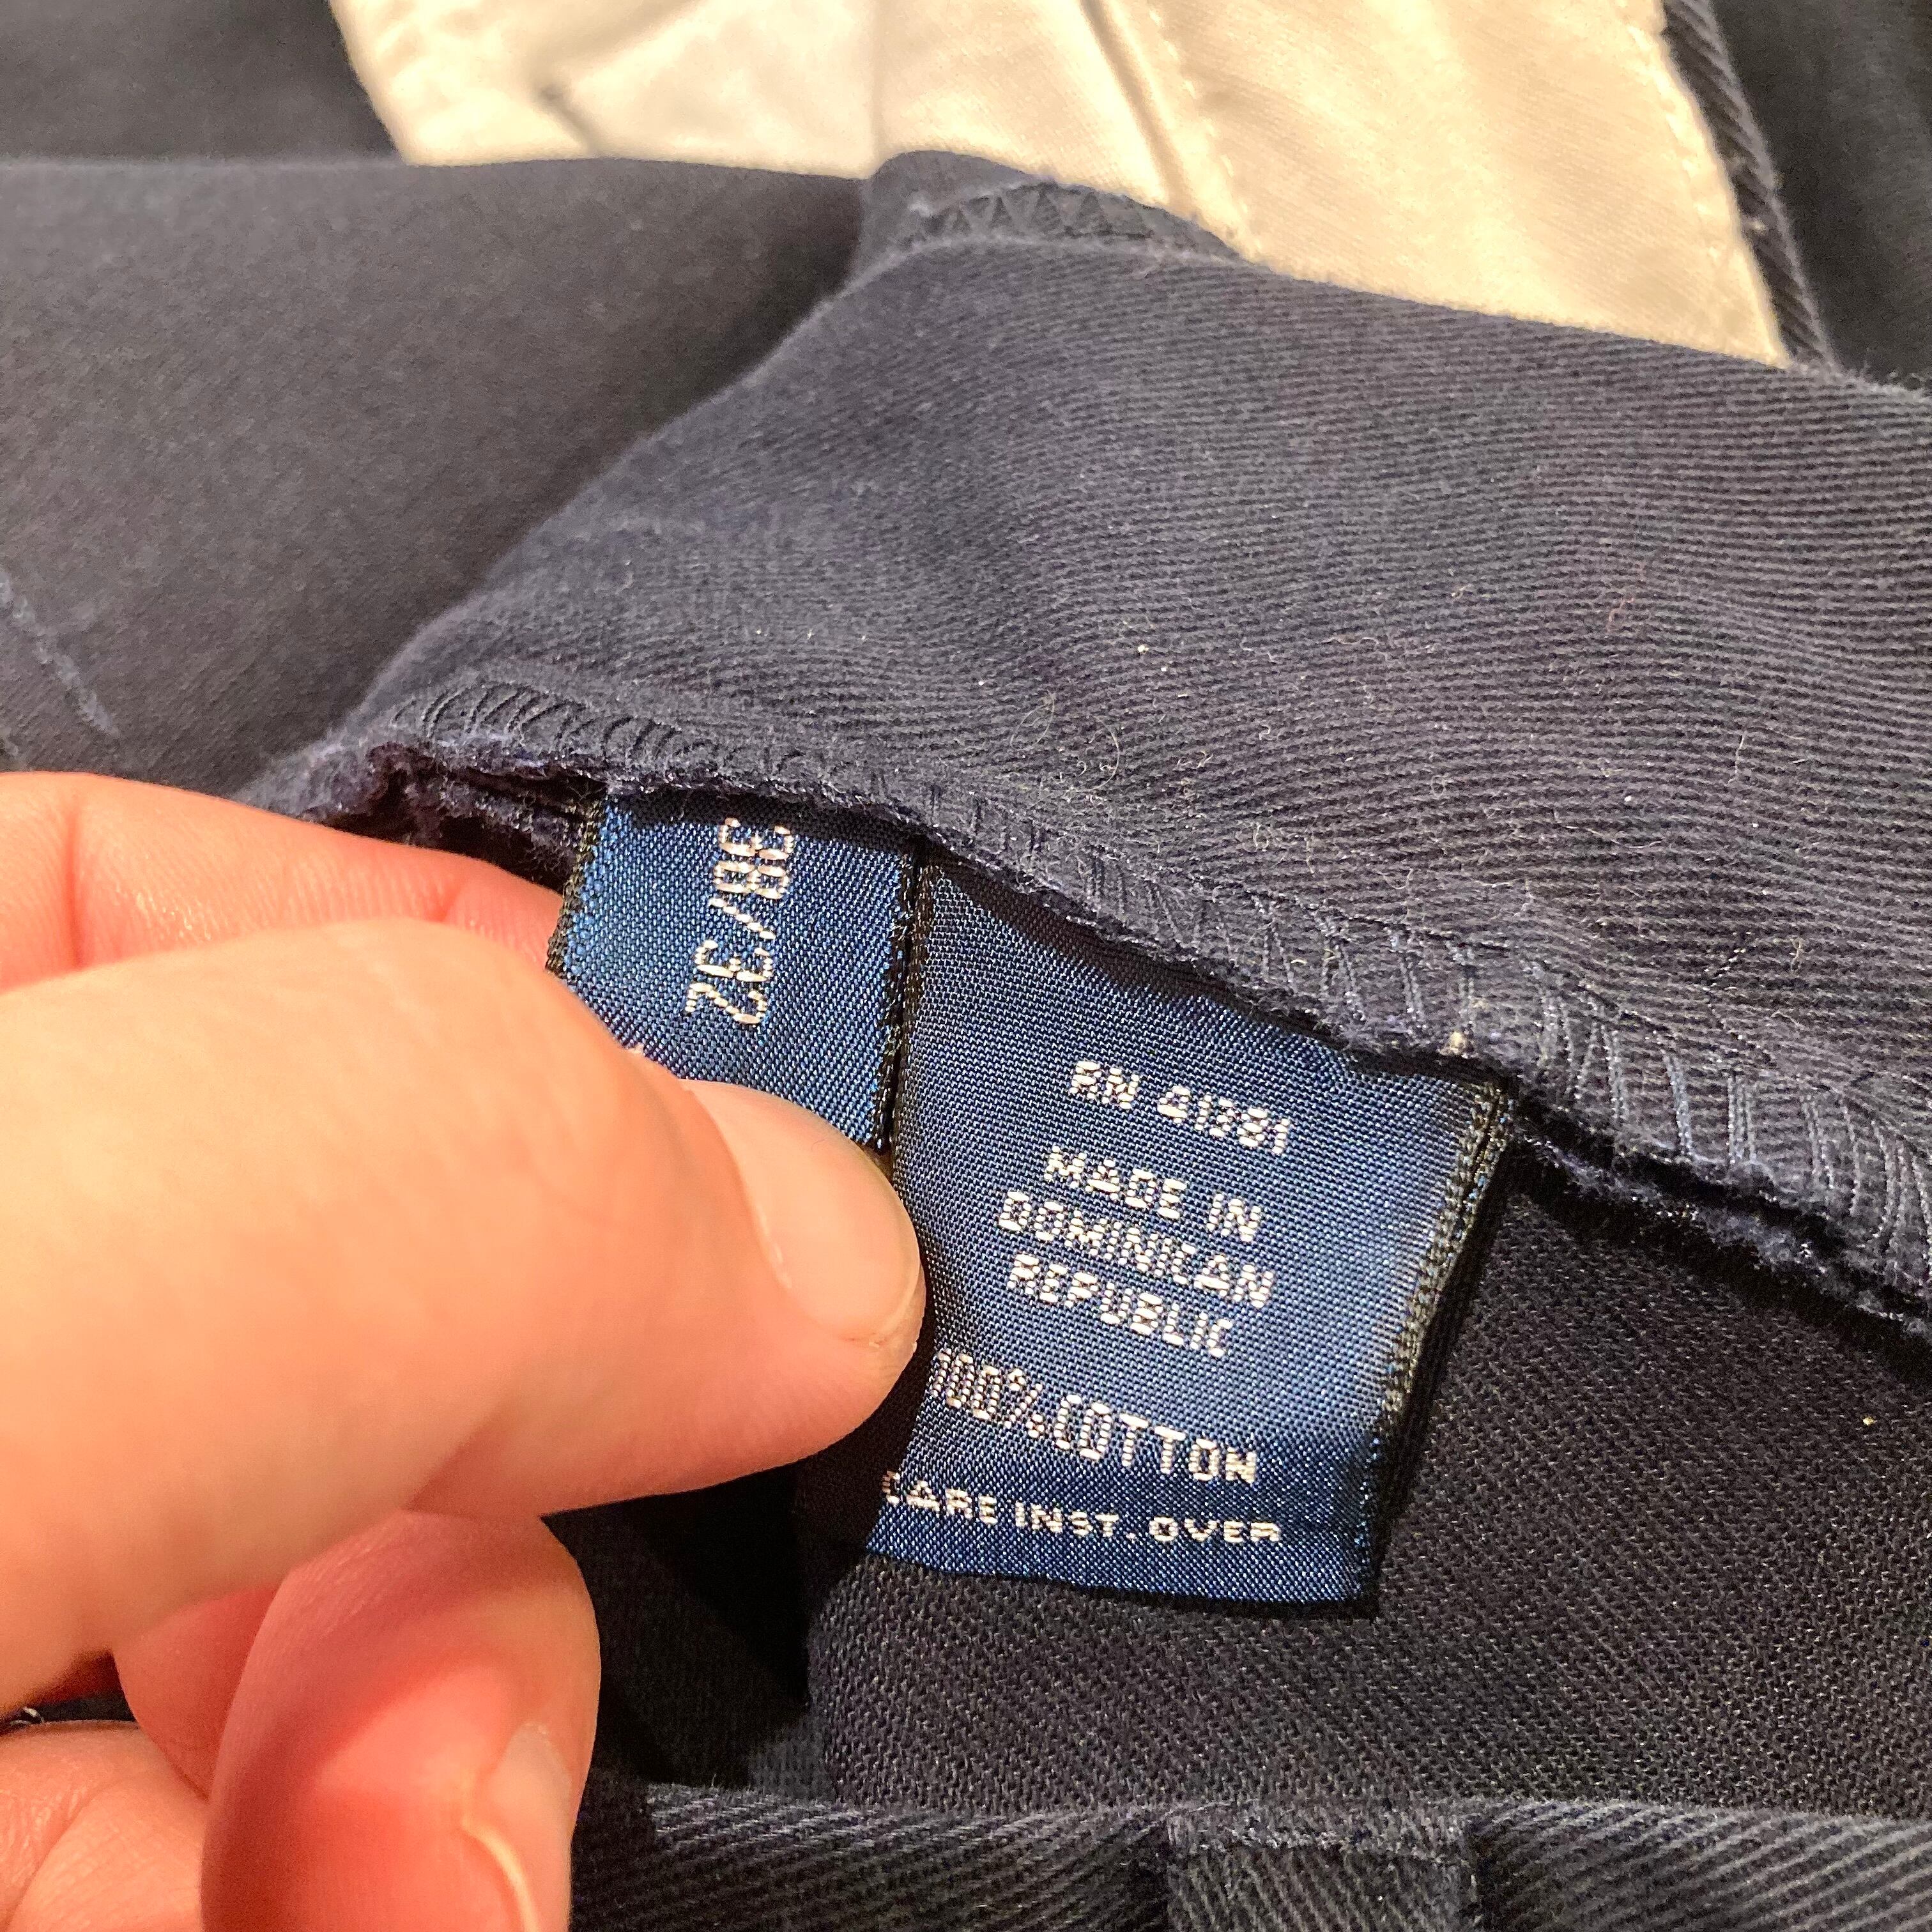 38/32
RN 41381
MADE IN
DOMINICAN
REPUBLIC
100% COTTON
CARE INST. OVER